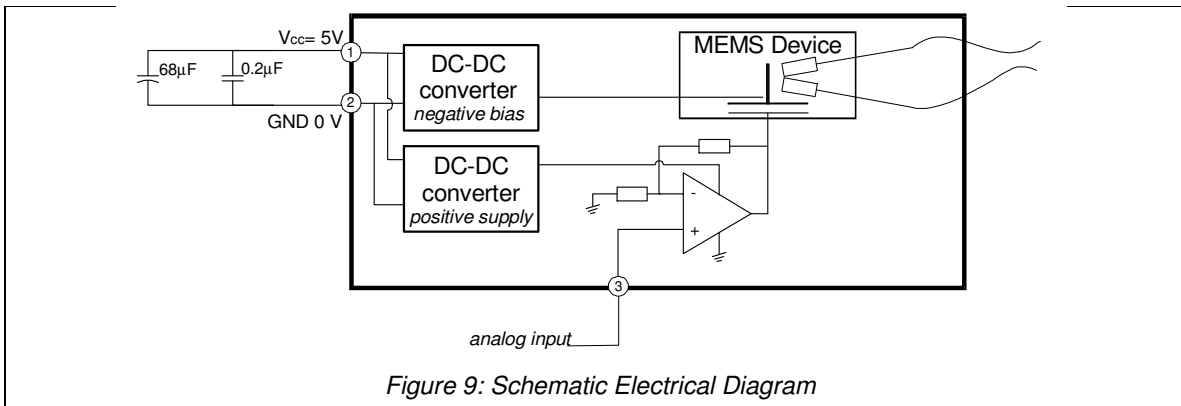 Vcc= 5V
1
MEMS Device
DC-DC
converter
negative bias
68µF
0.2µF
2
GND 0 V
DC-DC
converter
positive supply
-
+
3
analog input
Figure 9: Schematic Electrical Diagram